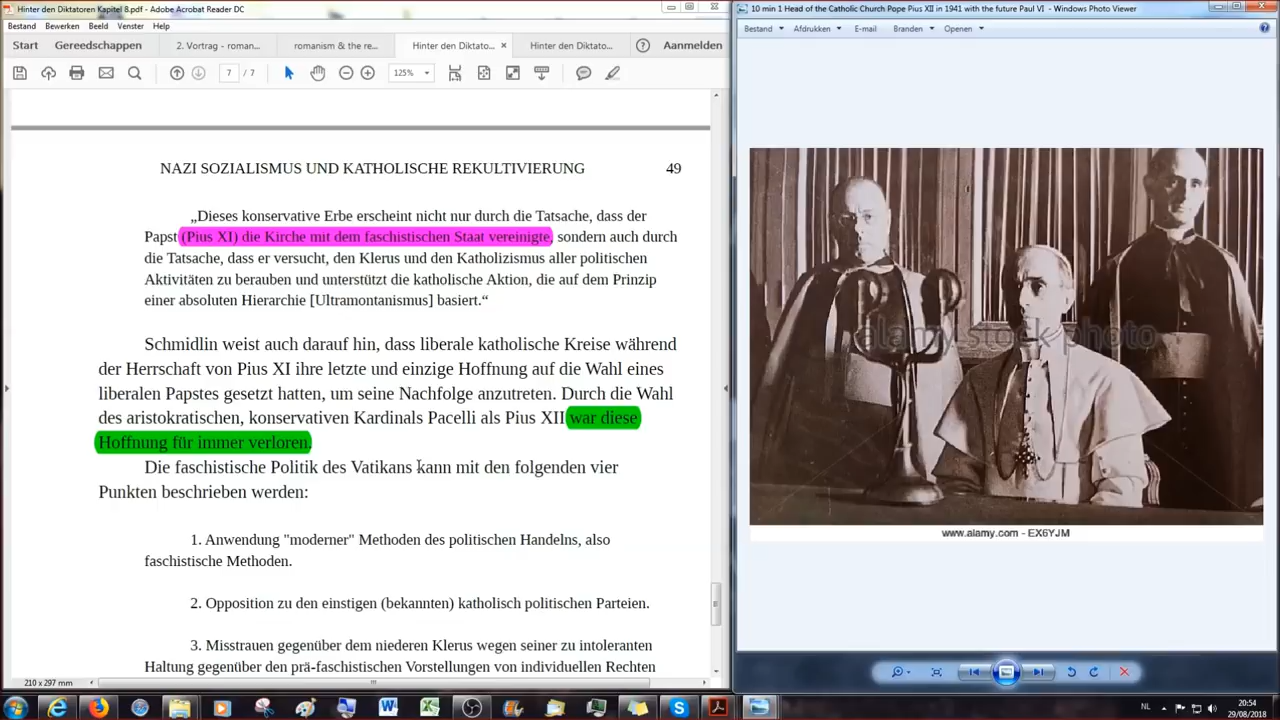 Hinter den Diktatoren Kapitel 8.pdf - Adobe Acrobat Reader DC
Bestand Bewerken Beeld Venster Help
Start Gereedschappen 2. Vortrag - roman... romanism & the re... Hinter den Diktato... × Hinter den Diktato... Anmelden
7 / 7 125%
NAZI SOZIALISMUS UND KATHOLISCHE REKULTIVIERUNG 49
„Dieses konservative Erbe erscheint nicht nur durch die Tatsache, dass der
Papst (Pius XI) die Kirche mit dem faschistischen Staat vereinigte, sondern auch durch
die Tatsache, dass er versucht, den Klerus und den Katholizismus aller politischen
Aktivitäten zu berauben und unterstützt die katholische Aktion, die auf dem Prinzip
einer absoluten Hierarchie [Ultramontanismus] basiert.“
Schmidlin weist auch darauf hin, dass liberale katholische Kreise während
der Herrschaft von Pius XI ihre letzte und einzige Hoffnung auf die Wahl eines
liberalen Papstes gesetzt hatten, um seine Nachfolge anzutreten. Durch die Wahl
des aristokratischen, konservativen Kardinals Pacelli als Pius XII war diese
Hoffnung für immer verloren.
Die faschistische Politik des Vatikans kann mit den folgenden vier
Punkten beschrieben werden:
1. Anwendung "moderner" Methoden des politischen Handelns, also
faschistische Methoden.
2. Opposition zu den einstigen (bekannten) katholisch politischen Parteien.
3. Misstrauen gegenüber dem niederen Klerus wegen seiner zu intoleranten
Haltung gegenüber den prä-faschistischen Vorstellungen von individuellen Rechten
210 x 297 mm
10 min 1 Head of the Catholic Church Pope Pius XII in 1941 with the future Paul VI - Windows Photo Viewer
Bestand Afdrukken E-mail Branden Openen
alamy stock photo
www.alamy.com - EX6YJM
NL 20:54
29/08/2018